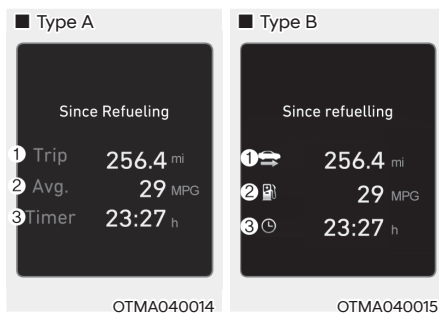 ■ Type A
Since Refueling
1 Trip 256.4 mi
2 Avg. 29 MPG
3 Timer 23:27 h
OTMA040014
■ Type B
Since refuelling
1 256.4 mi
2 29 MPG
3 23:27 h
OTMA040015